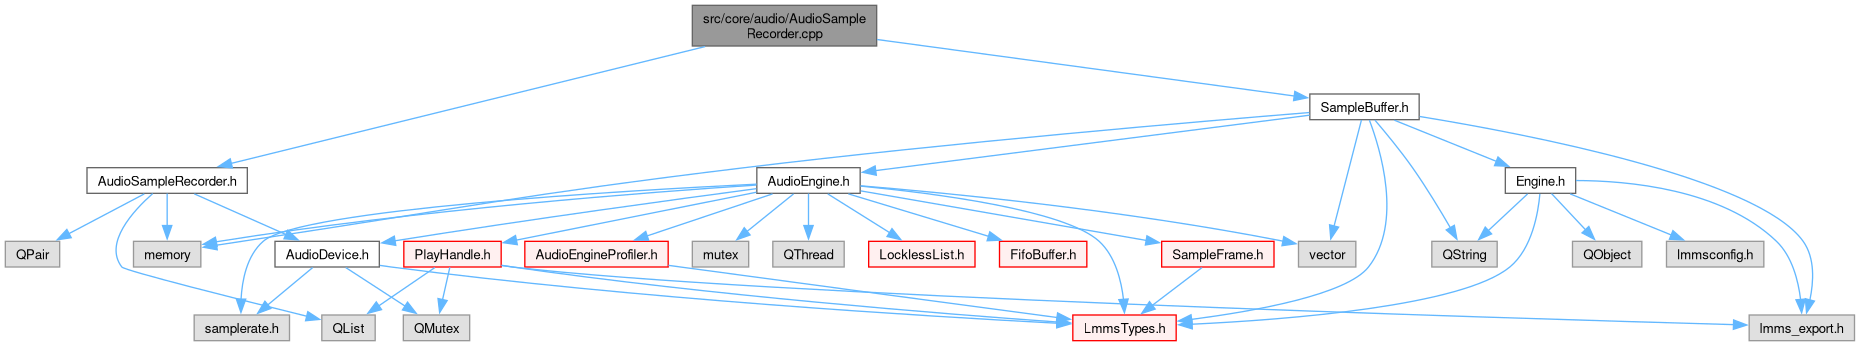 src/core/audio/AudioSample
Recorder.cpp
SampleBuffer.h
AudioSampleRecorder.h
AudioEngine.h
Engine.h
QPair
memory
AudioDevice.h
PlayHandle.h
AudioEngineProfiler.h
mutex
QThread
LocklessList.h
FifoBuffer.h
SampleFrame.h
vector
QString
QObject
lmmsconfig.h
samplerate.h
QList
QMutex
LmmsTypes.h
lmms_export.h